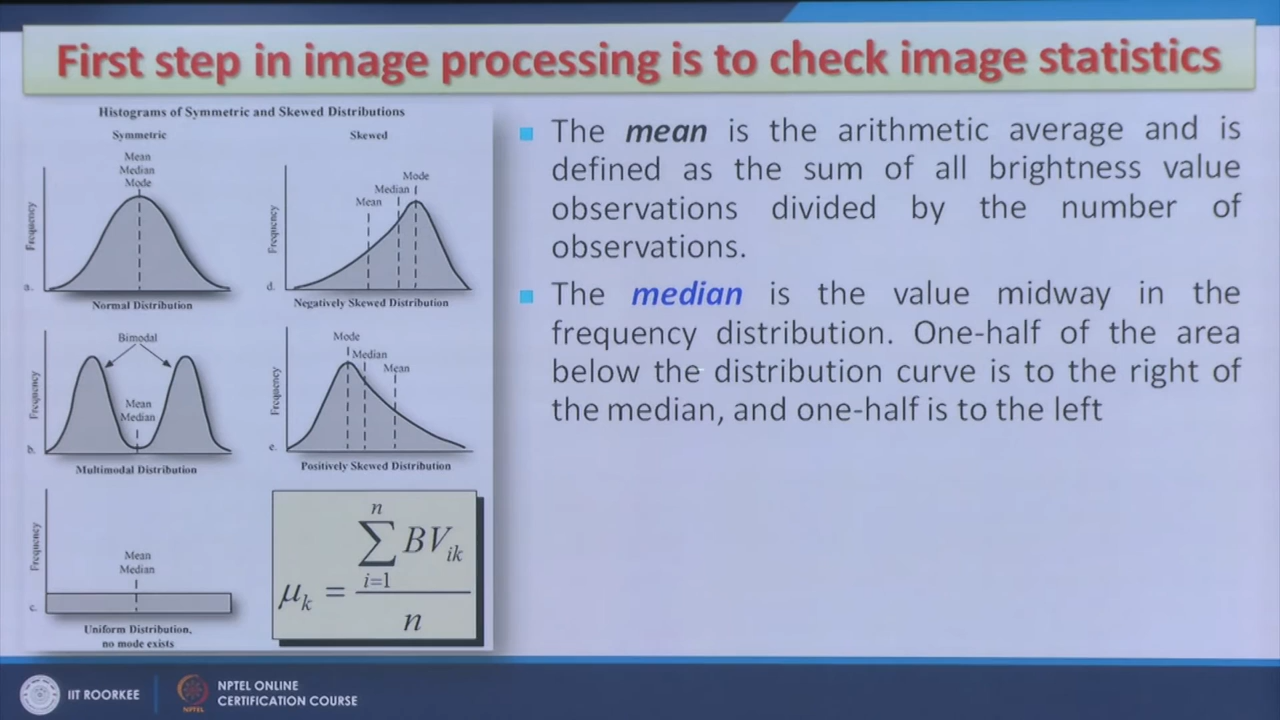 First step in image processing is to check image statistics
Histograms of Symmetric and Skewed Distributions
Symmetric
Mean
Median
Mode
Frequency
a.
Normal Distribution
Skewed
Mode
Median
Mean
Frequency
d.
Negatively Skewed Distribution
Bimodal
Mean
Median
Frequency
b.
Multimodal Distribution
Mode
Median
Mean
Frequency
e.
Positively Skewed Distribution
Mean
Median
Frequency
c.
Uniform Distribution,
no mode exists
μk = ∑ i=1 n BVik / n
The mean is the arithmetic average and is
defined as the sum of all brightness value
observations divided by the number of
observations.
The median is the value midway in the
frequency distribution. One-half of the area
below the distribution curve is to the right of
the median, and one-half is to the left
IIT ROORKEE
NPTEL
NPTEL ONLINE
CERTIFICATION COURSE